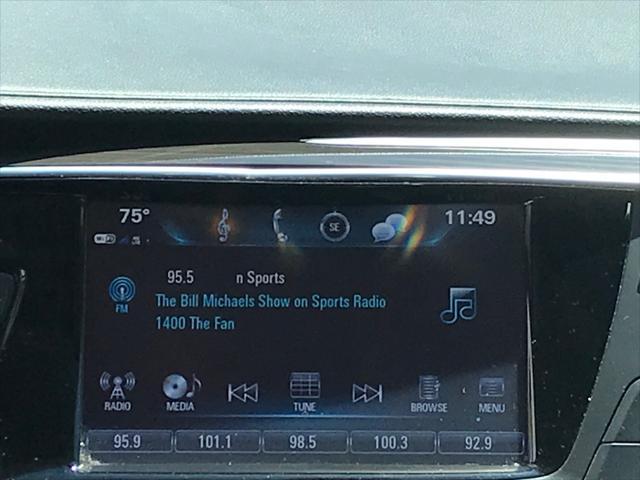 75° 11:49
SE
95.5 n Sports
FM
The Bill Michaels Show on Sports Radio
1400 The Fan
RADIO MEDIA TUNE BROWSE MENU
95.9 101.1 98.5 100.3 92.9